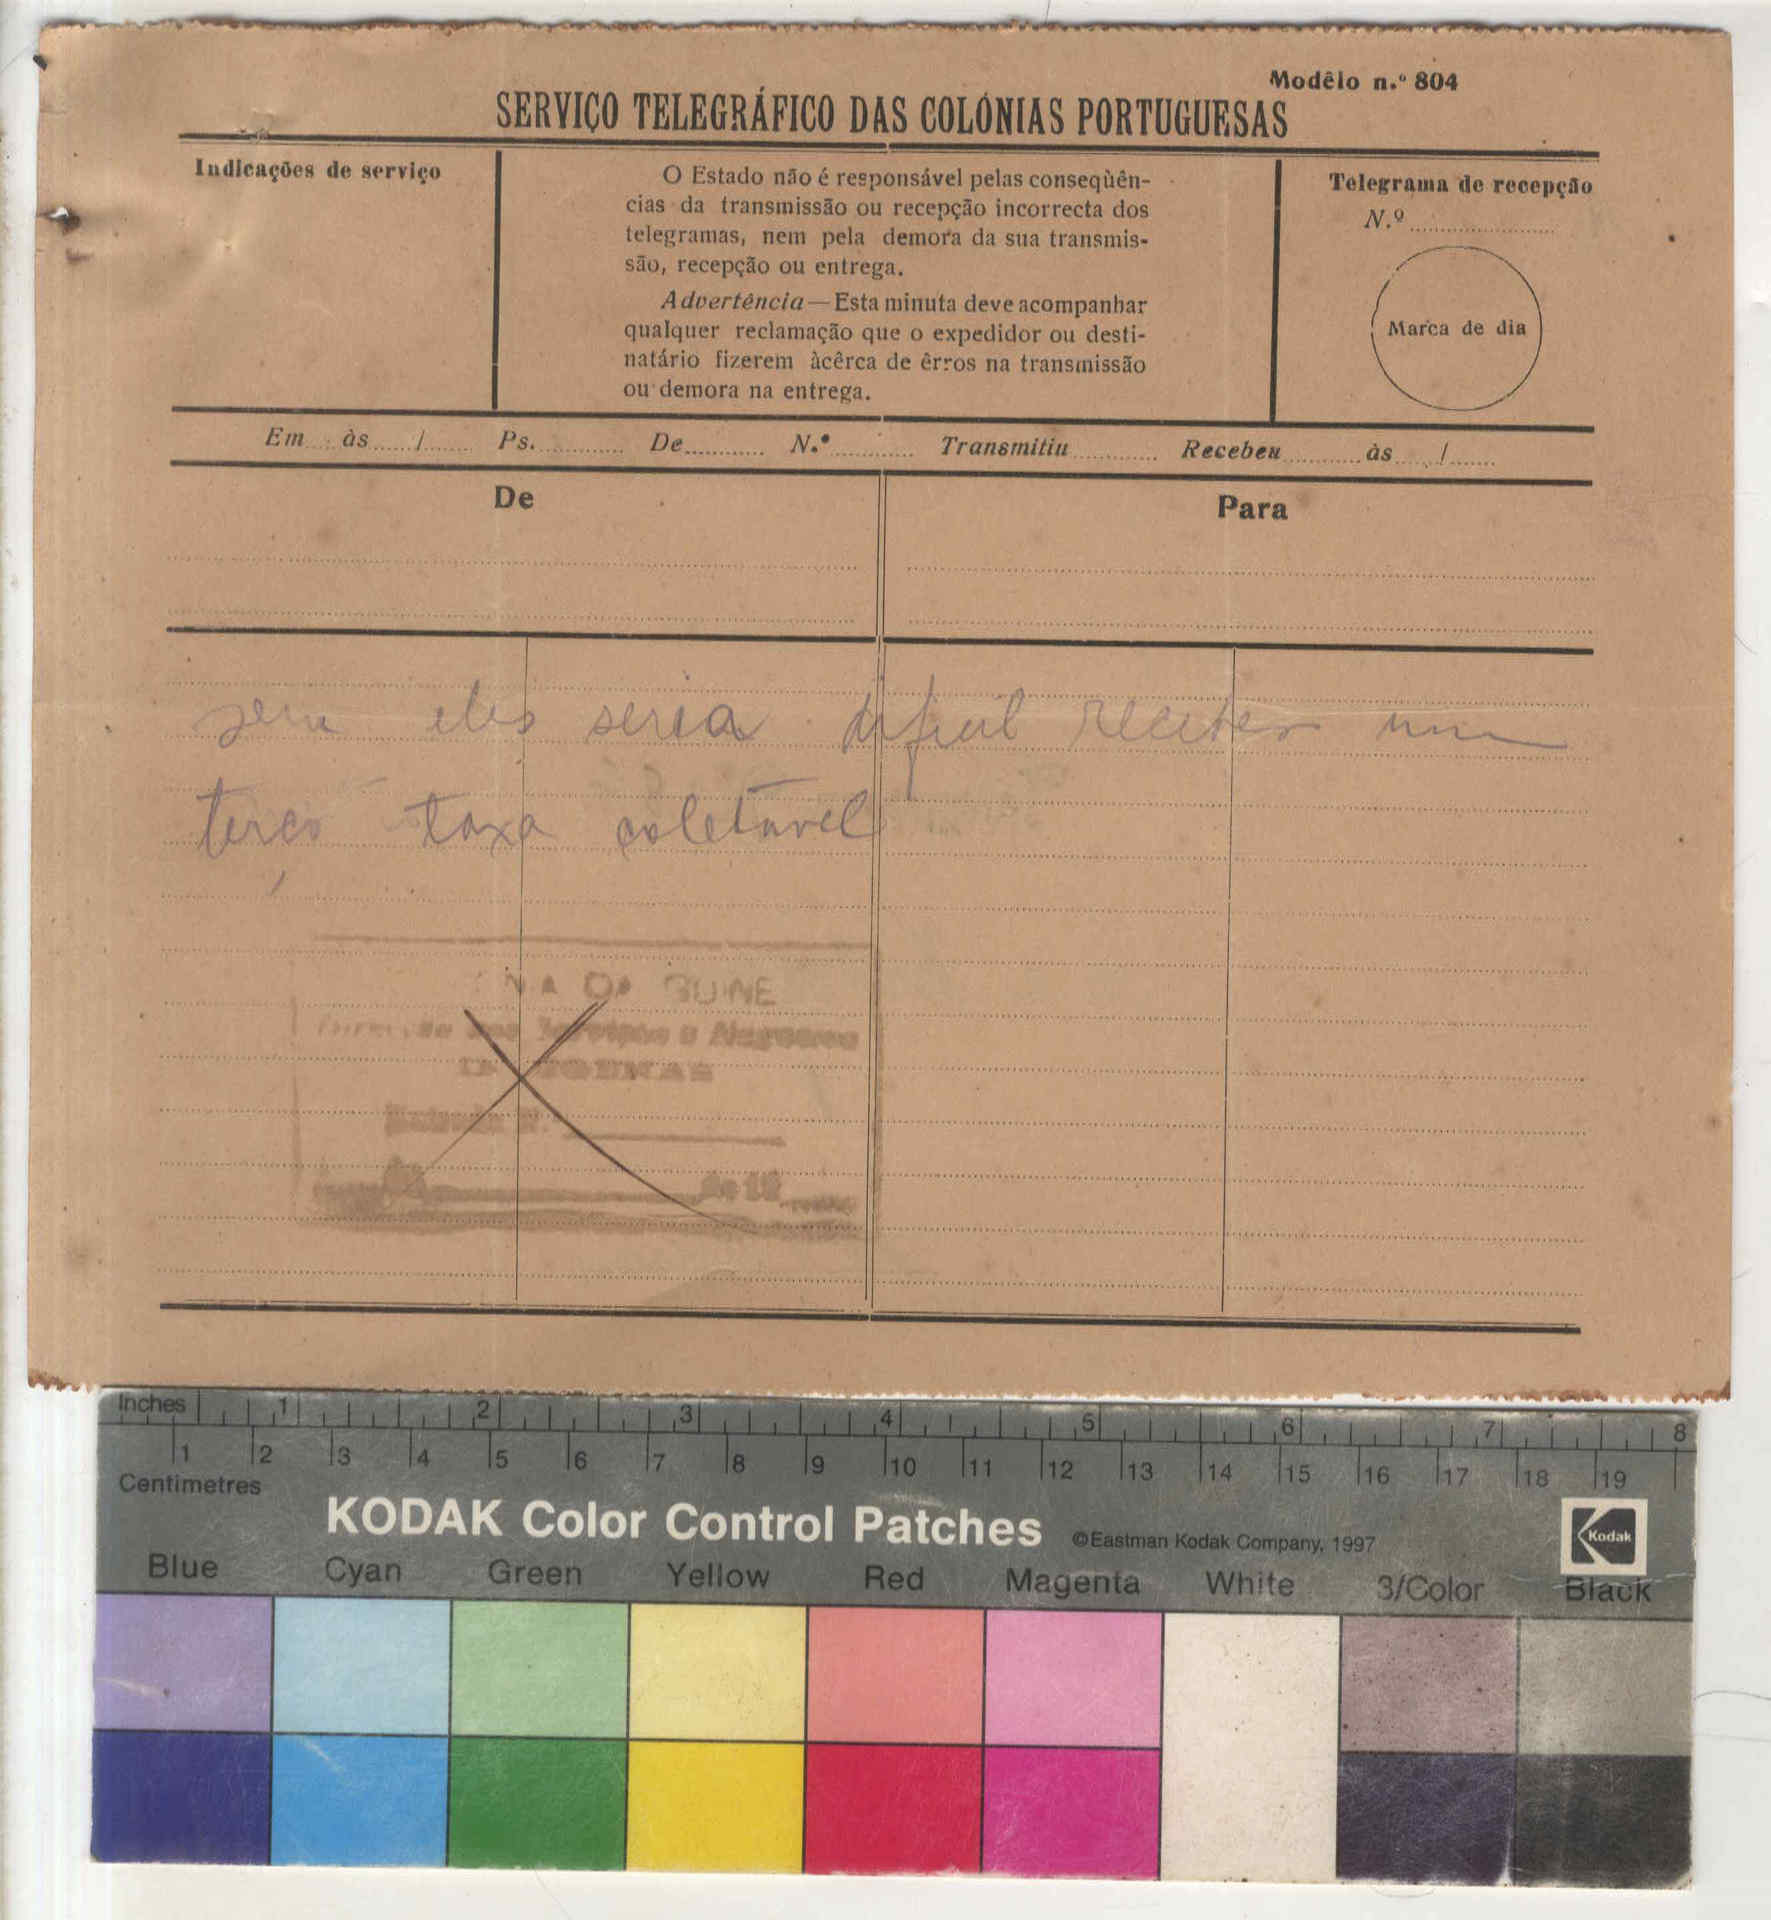 Modêlo n.º 804
SERVIÇO TELEGRÁFICO DAS COLÓNIAS PORTUGUESAS
Indicações de serviço
O Estado não é responsável pelas conseqùên-
cias da transmissão ou recepção incorrecta dos
telegramas, nem pela demora da sua transmis-
são, recepção ou entrega.
Advertência—Esta minuta deve acompanhar
qualquer reclamação que o expedidor ou desti-
natário fizerem àcêrca de êrros na transmissão
ou demora na entrega.
Telegrama de recepção
N.º
Marca de dia
Em às / Ps. De N.º Transmitiu Recebeu às /
De
Para
sem eles seria difícil receber um
terço taxa coletavel
de 19
Inches 1 2 3 4 5 6 7 8
1 2 3 4 5 6 7 8 9 10 11 12 13 14 15 16 17 18 19
Centimetres
KODAK Color Control Patches ©Eastman Kodak Company, 1997 Kodak
Blue Cyan Green Yellow Red Magenta White 3/Color Black